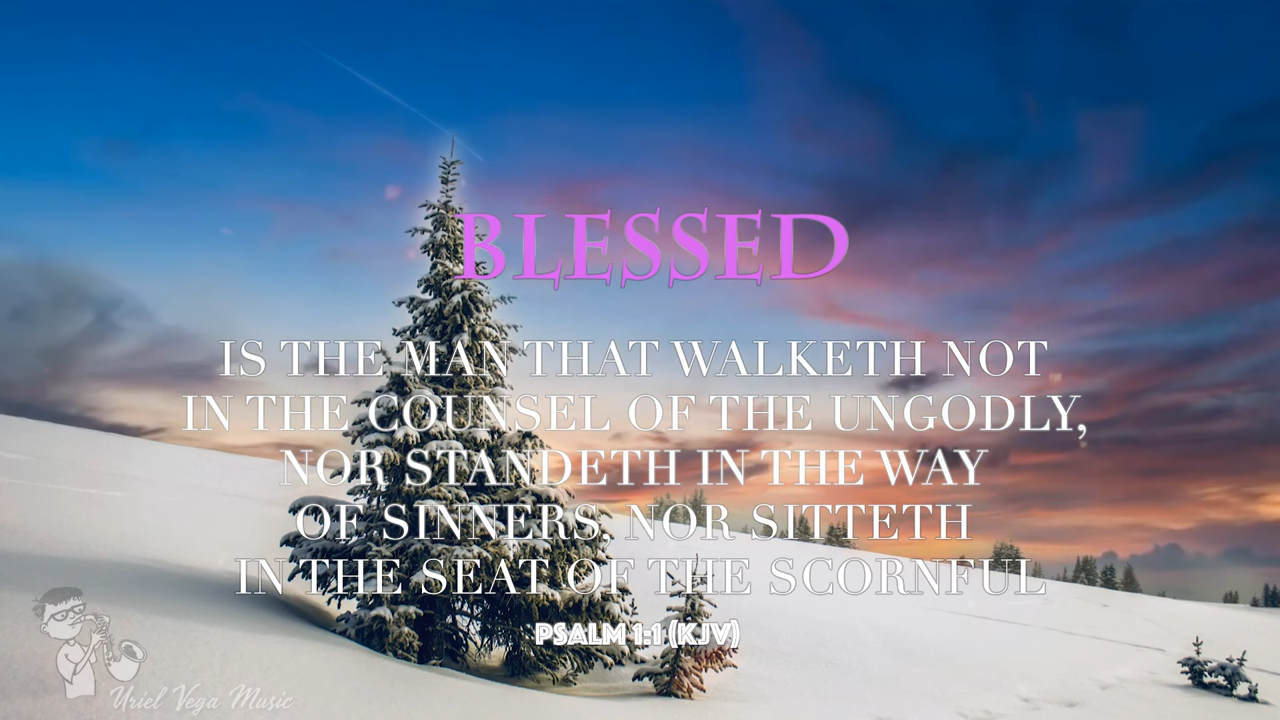 BLESSED
IS THE MAN THAT WALKETH NOT
IN THE COUNSEL OF THE UNGODLY,
NOR STANDETH IN THE WAY
OF SINNERS, NOR SITTETH
IN THE SEAT OF THE SCORNFUL
PSALM 1:1 (KJV)
Uriel Vega Music